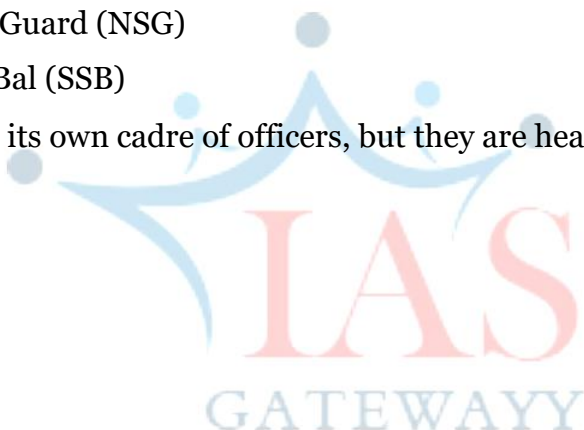 Guard (NSG)
Bal (SSB)
its own cadre of officers, but they are hea
IAS
GATEWAYY